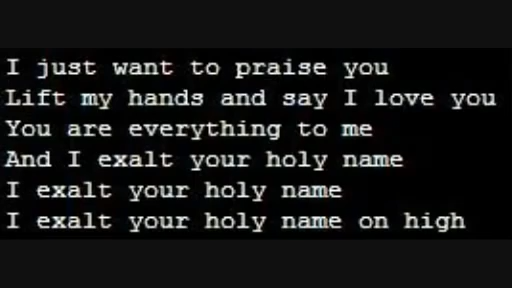 I just want to praise you
Lift my hands and say I love you
You are everything to me
And I exalt your holy name
I exalt your holy name
I exalt your holy name on high